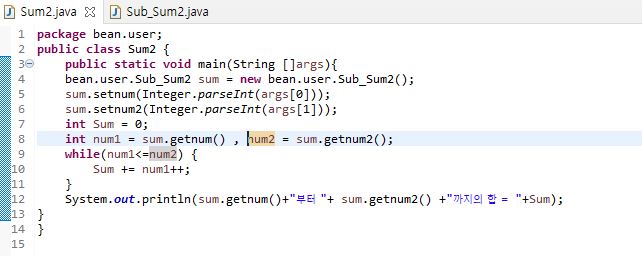 Sum2.java Sub_Sum2.java
1 package bean.user;
2 public class Sum2 {
3 public static void main(String []args){
4 bean.user.Sub_Sum2 sum = new bean.user.Sub_Sum2();
5 sum.setnum(Integer.parseInt(args[0]));
6 sum.setnum2(Integer.parseInt(args[1]));
7 int Sum = 0;
8 int num1 = sum.getnum() , num2 = sum.getnum2();
9 while(num1<=num2) {
10 Sum += num1++;
11 }
12 System.out.println(sum.getnum()+"부터 "+ sum.getnum2() +"까지의 합 = "+Sum);
13 }
14 }
15